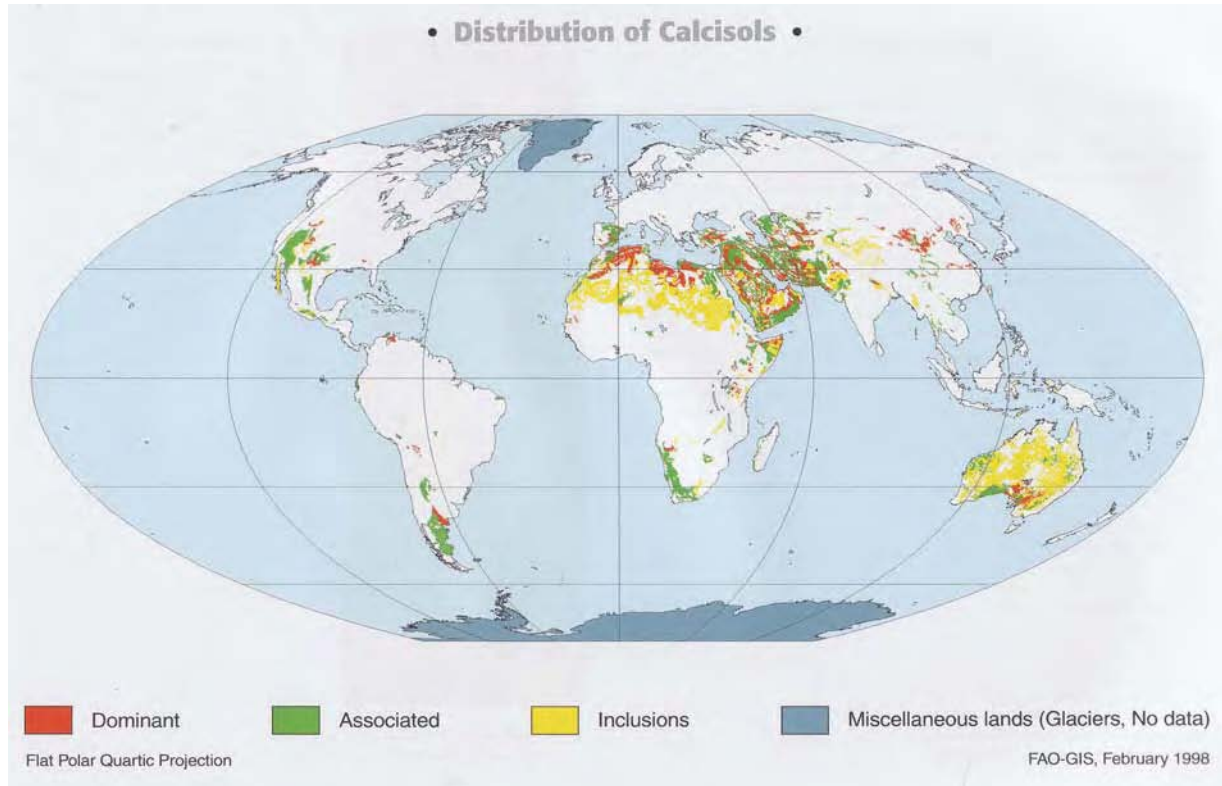 • Distribution of Calcisols •
Dominant
Associated
Inclusions
Miscellaneous lands (Glaciers, No data)
Flat Polar Quartic Projection
FAO-GIS, February 1998